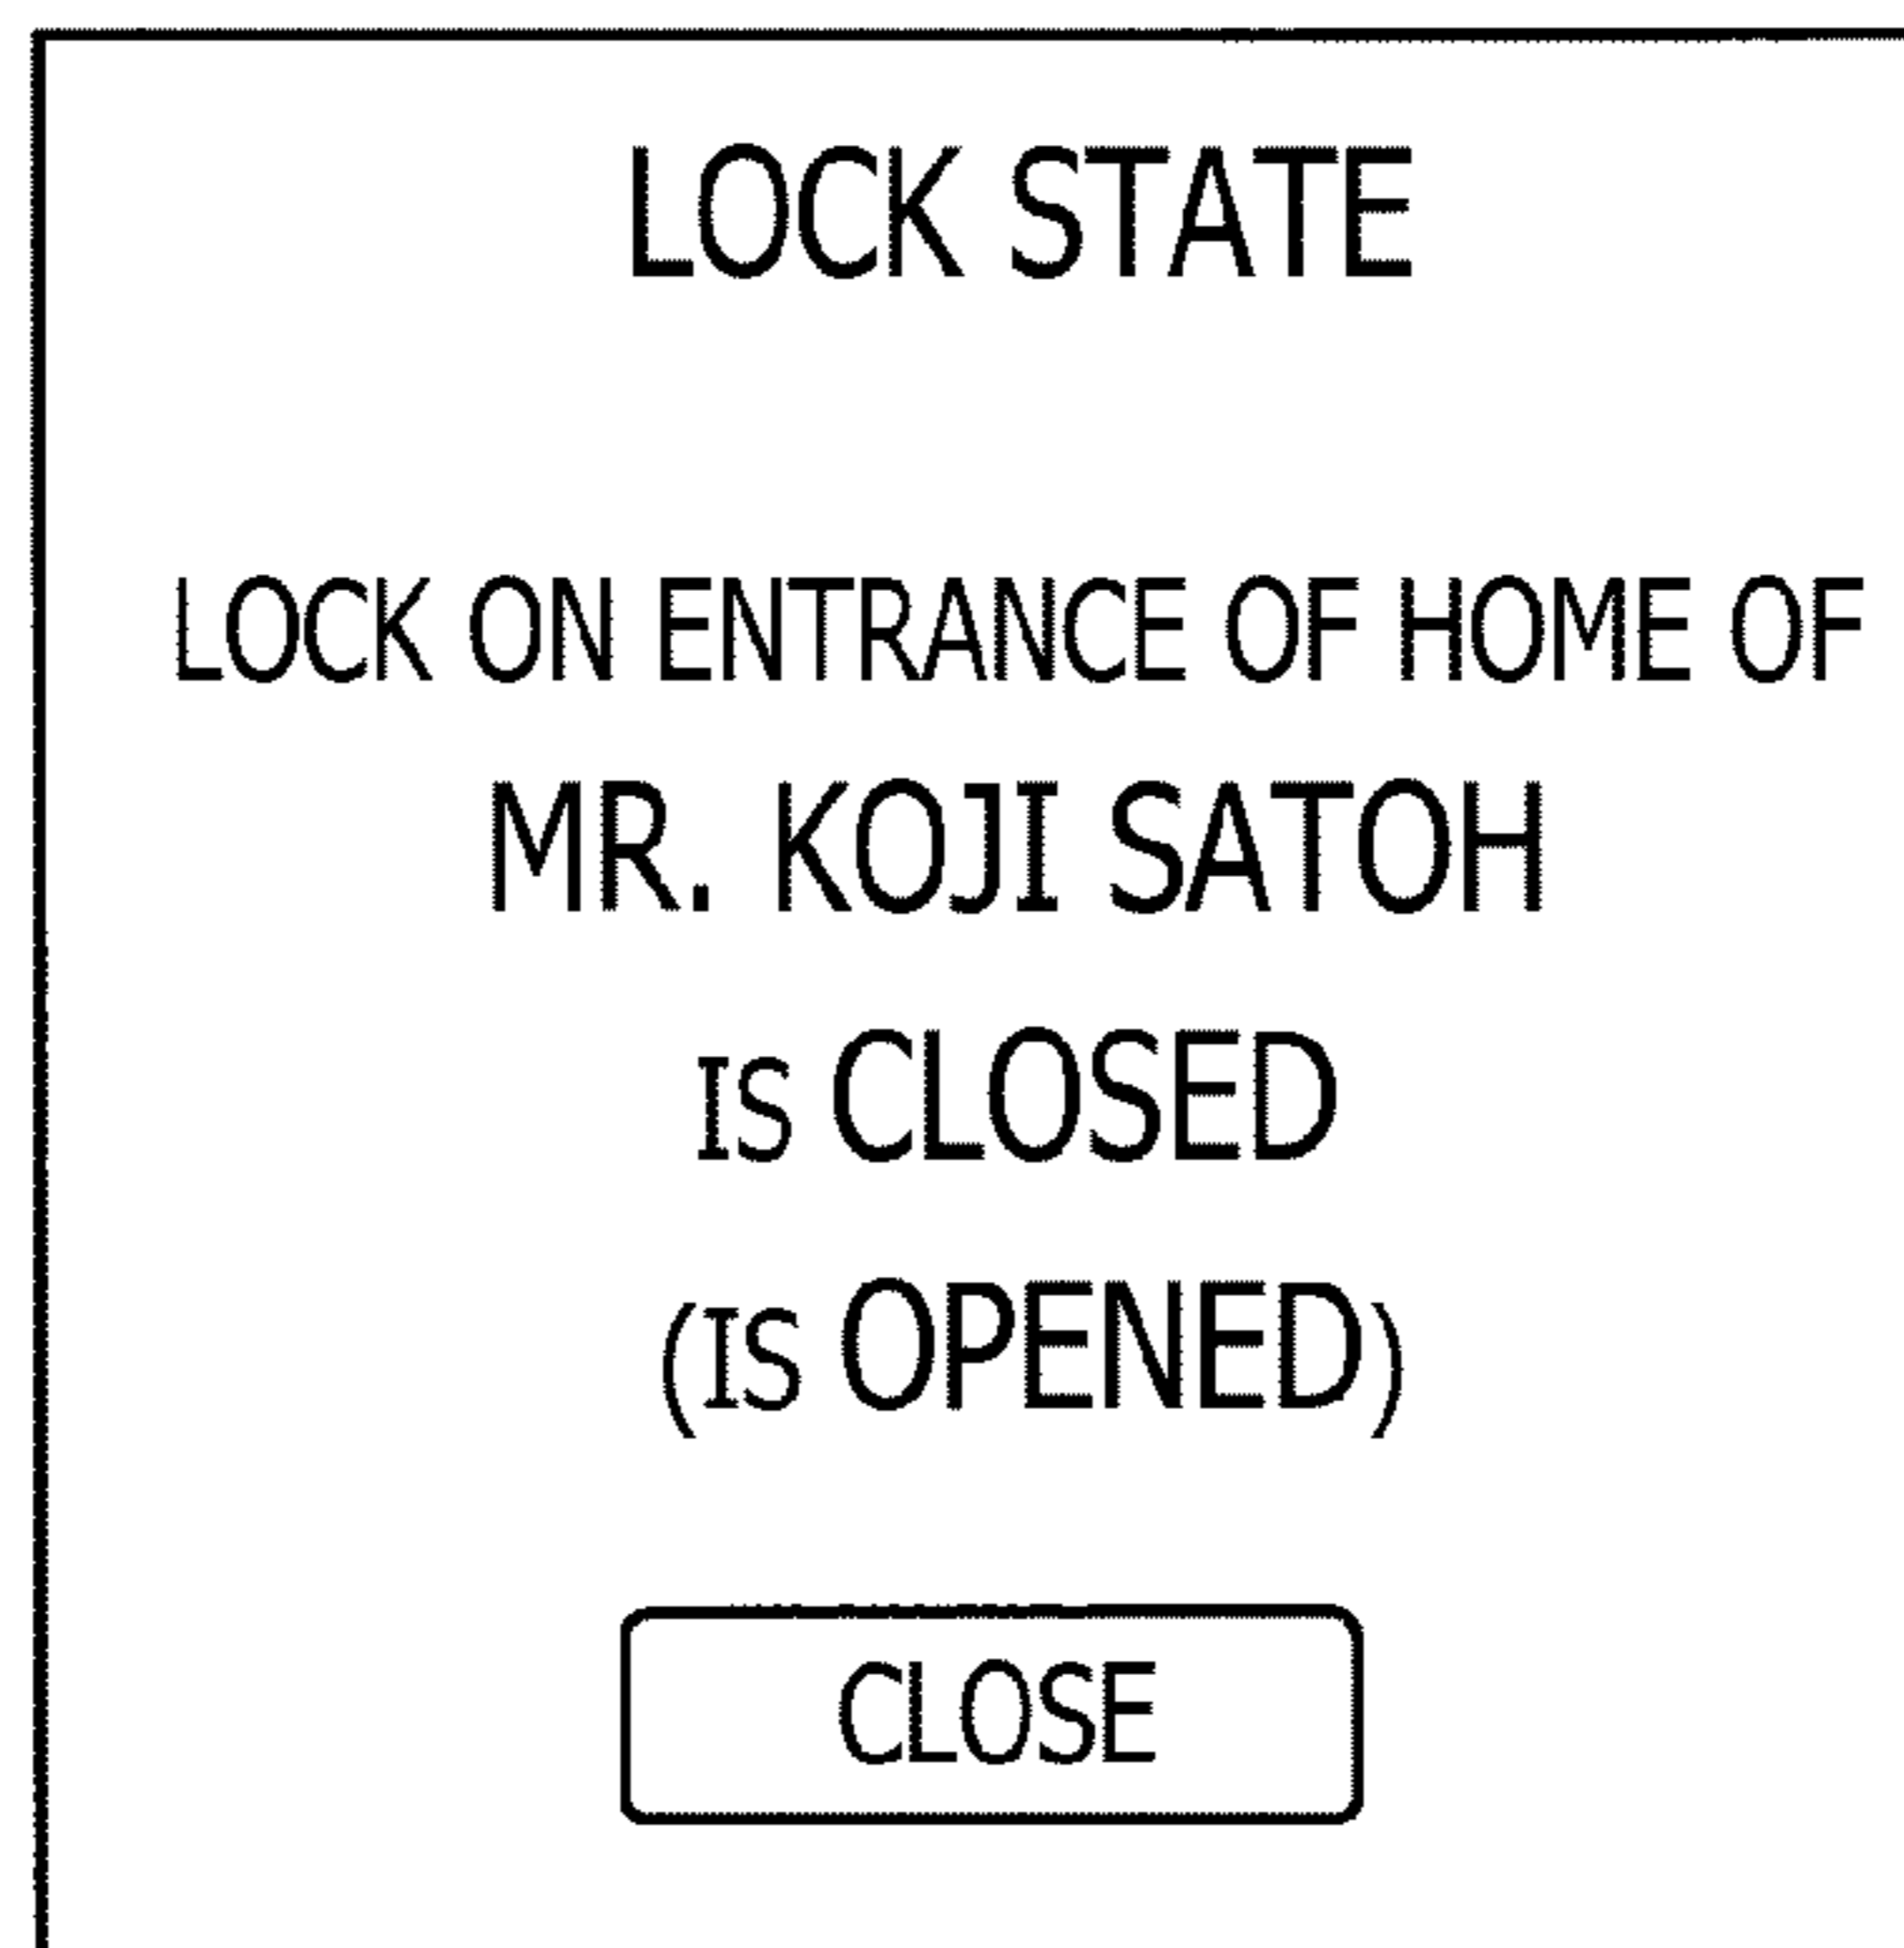 LOCK STATE
LOCK ON ENTRANCE OF HOME OF
MR. KOJI SATOH
IS CLOSED
(IS OPENED)
CLOSE